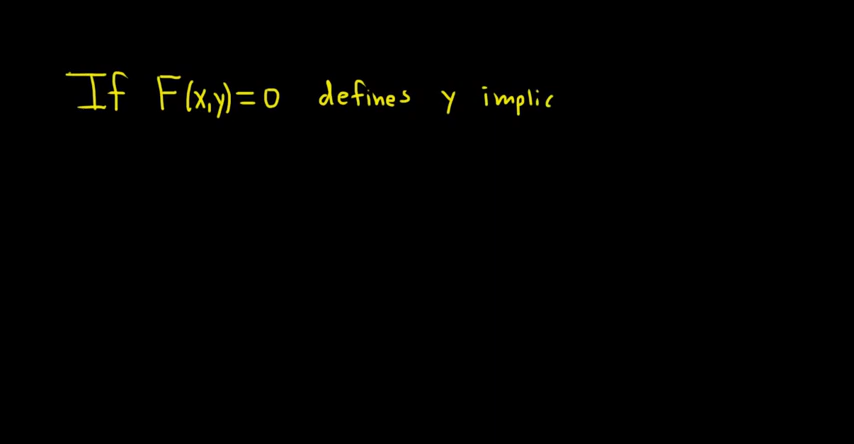 If F(x,y)=0 defines y implic